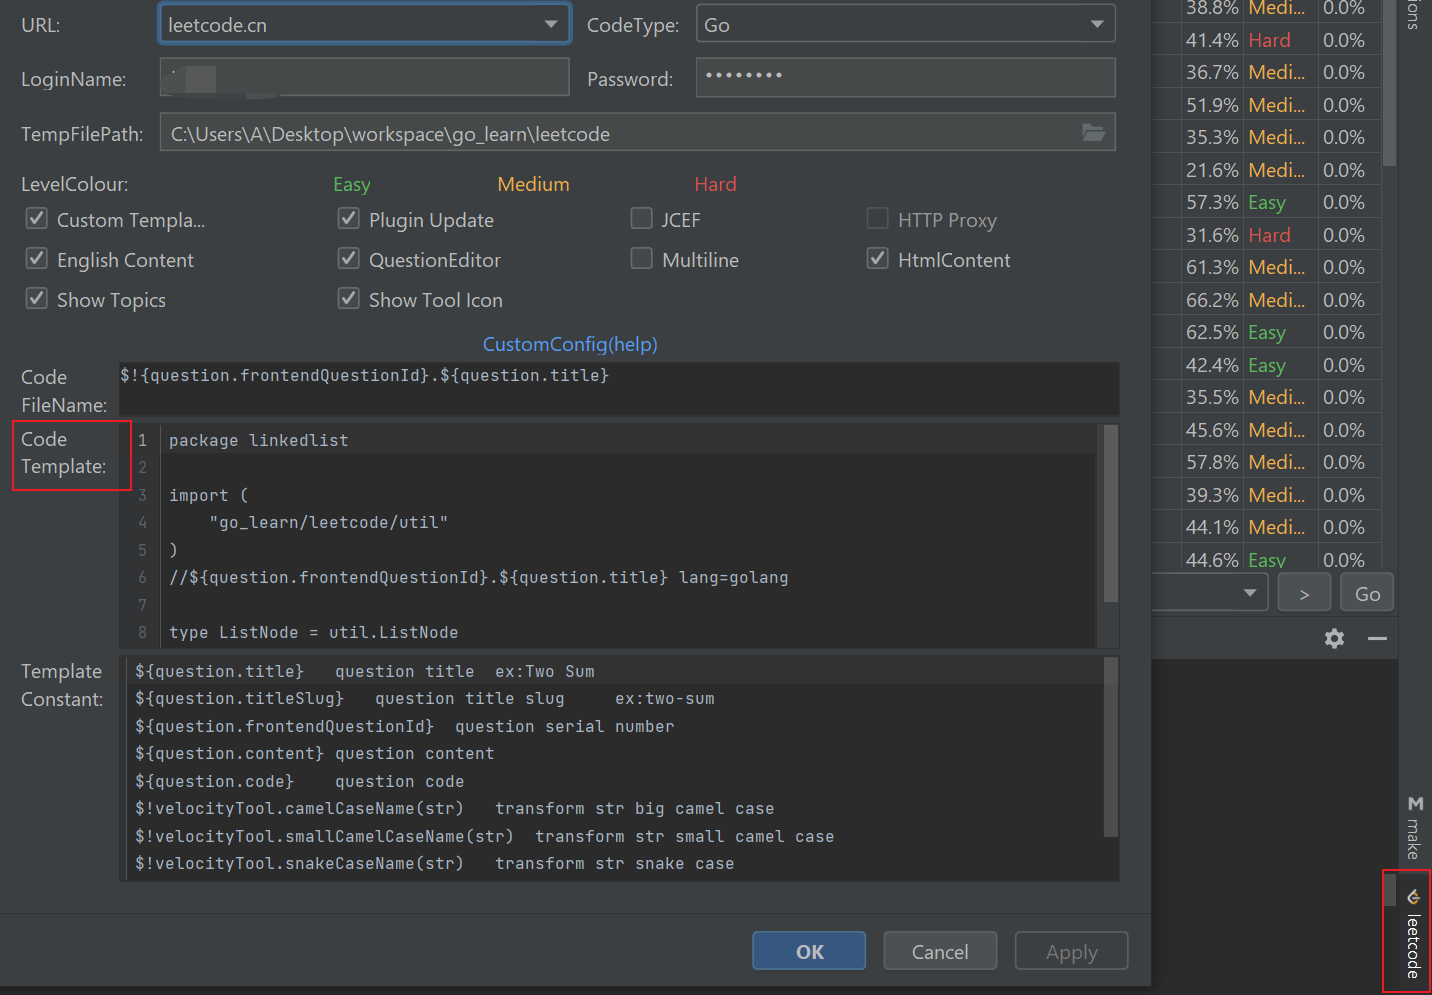 URL: leetcode.cn CodeType: Go
LoginName: Password: ••••••••
TempFilePath: C:\Users\A\Desktop\workspace\go_learn\leetcode
LevelColour: Easy Medium Hard
Custom Templa... Plugin Update JCEF HTTP Proxy
English Content QuestionEditor Multiline HtmlContent
Show Topics Show Tool Icon
CustomConfig(help)
Code
FileName:
$!{question.frontendQuestionId}.${question.title}
Code
Template:
1 package linkedlist
2
3 import (
4 "go_learn/leetcode/util"
5 )
6 //${question.frontendQuestionId}.${question.title} lang=golang
7
8 type ListNode = util.ListNode
Template
Constant:
${question.title} question title ex:Two Sum
${question.titleSlug} question title slug ex:two-sum
${question.frontendQuestionId} question serial number
${question.content} question content
${question.code} question code
$!velocityTool.camelCaseName(str) transform str big camel case
$!velocityTool.smallCamelCaseName(str) transform str small camel case
$!velocityTool.snakeCaseName(str) transform str snake case
OK Cancel Apply
38.8% Medi... 0.0%
41.4% Hard 0.0%
36.7% Medi... 0.0%
51.9% Medi... 0.0%
35.3% Medi... 0.0%
21.6% Medi... 0.0%
57.3% Easy 0.0%
31.6% Hard 0.0%
61.3% Medi... 0.0%
66.2% Medi... 0.0%
62.5% Easy 0.0%
42.4% Easy 0.0%
35.5% Medi... 0.0%
45.6% Medi... 0.0%
57.8% Medi... 0.0%
39.3% Medi... 0.0%
44.1% Medi... 0.0%
44.6% Easy 0.0%
> Go
M make
leetcode